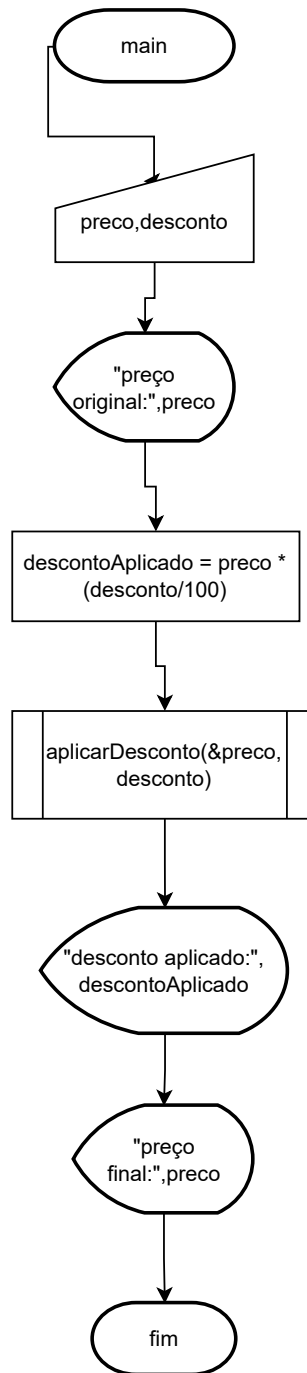 main
preco,desconto
"preço
original:",preco
descontoAplicado = preco *
(desconto/100)
aplicarDesconto(&preco,
desconto)
"desconto aplicado:",
descontoAplicado
"preço
final:",preco
fim